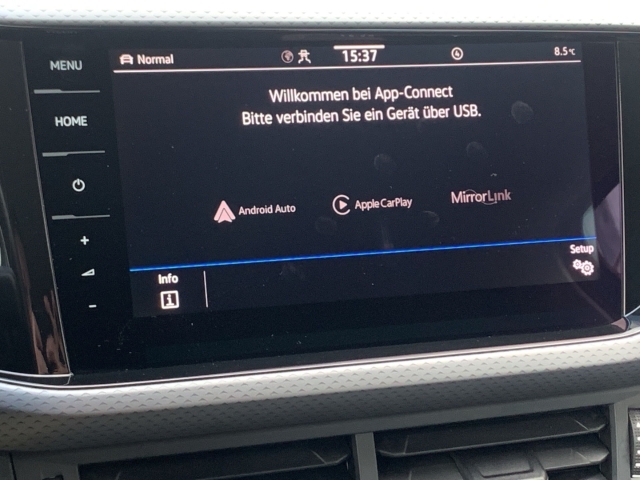 MENU
HOME
Normal
15:37
8.5°C
Willkommen bei App-Connect
Bitte verbinden Sie ein Gerät über USB.
Android Auto
Apple CarPlay
MirrorLink
Info
Setup